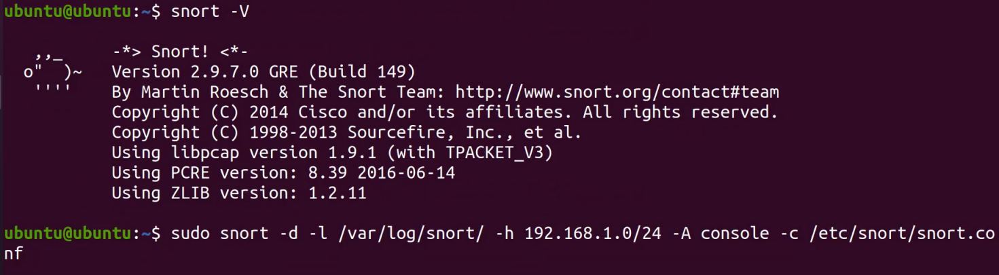 ubuntu@ubuntu:~$ snort -V
   ,,_     -*> Snort! <*-
  o"  )~   Version 2.9.7.0 GRE (Build 149)
   ''''    By Martin Roesch & The Snort Team: http://www.snort.org/contact#team
           Copyright (C) 2014 Cisco and/or its affiliates. All rights reserved.
           Copyright (C) 1998-2013 Sourcefire, Inc., et al.
           Using libpcap version 1.9.1 (with TPACKET_V3)
           Using PCRE version: 8.39 2016-06-14
           Using ZLIB version: 1.2.11
ubuntu@ubuntu:~$ sudo snort -d -l /var/log/snort/ -h 192.168.1.0/24 -A console -c /etc/snort/snort.co
nf